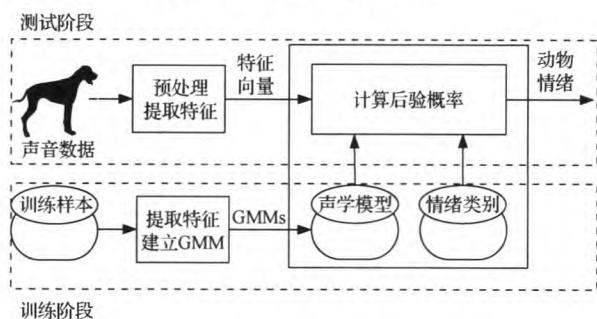 测试阶段
声音数据
预处理
提取特征
特征
向量
计算后验概率
动物
情绪
训练样本
提取特征
建立GMM
GMMs
声学模型
情绪类别
训练阶段